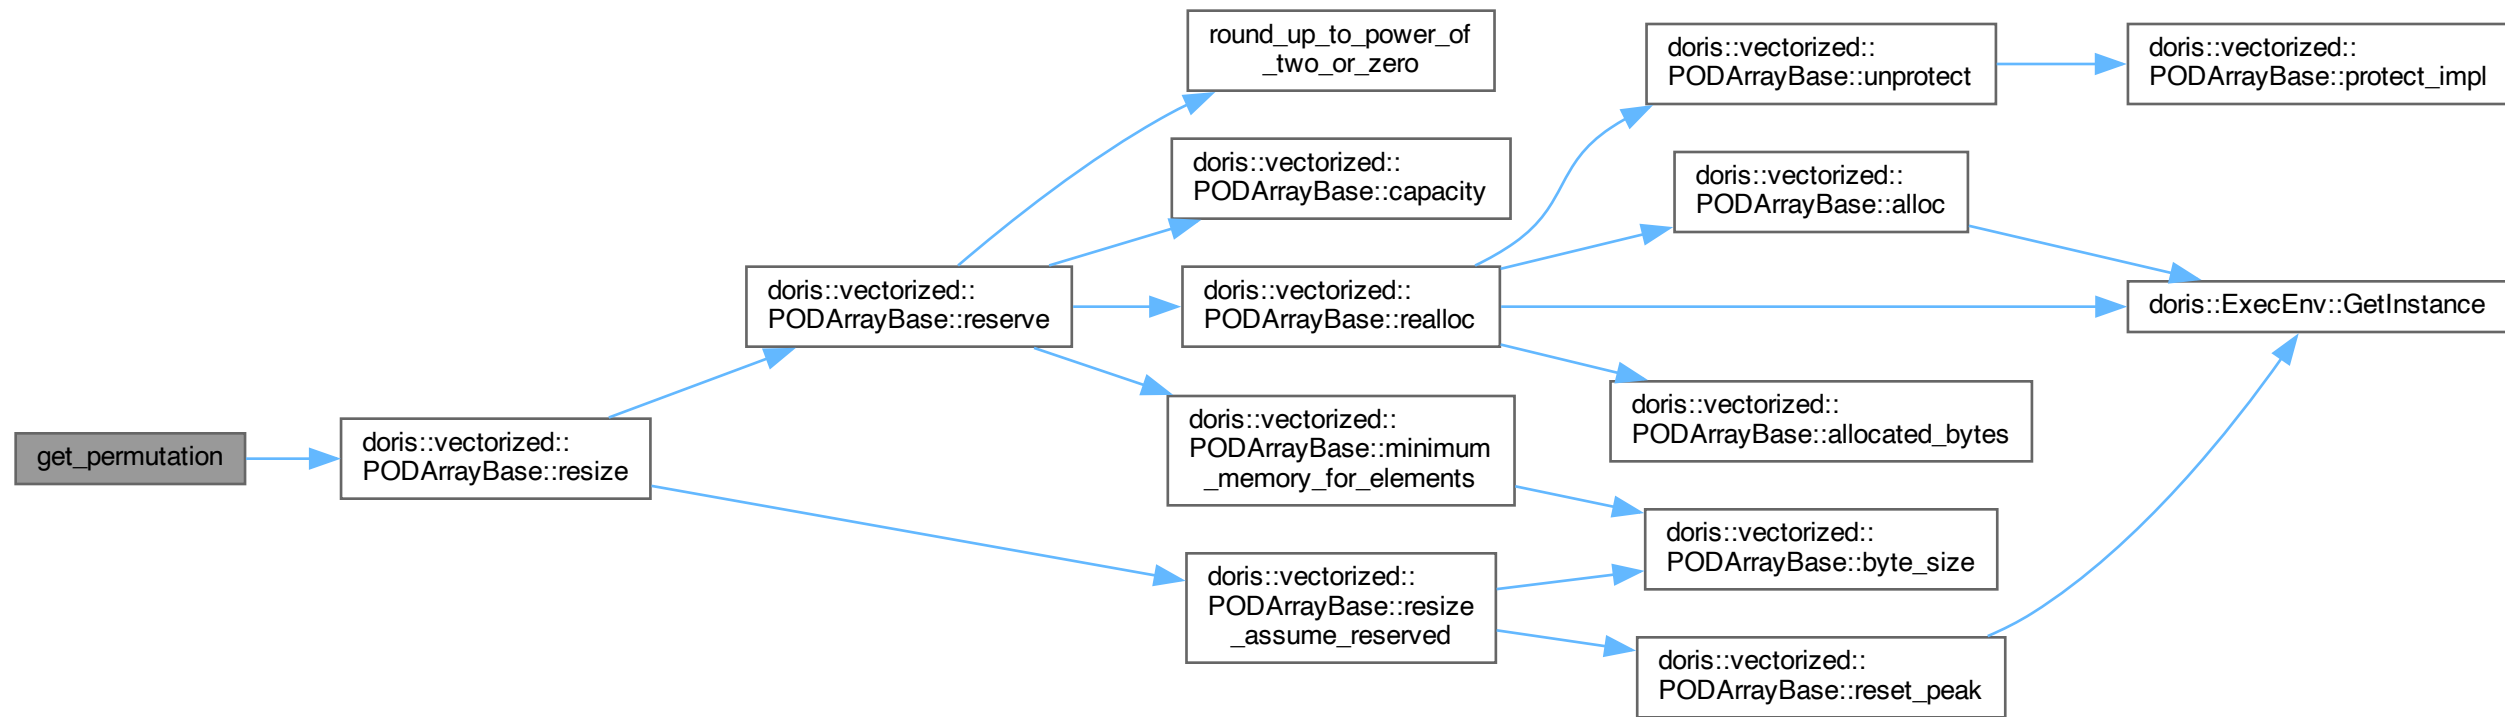 get_permutation
doris::vectorized::
PODArrayBase::resize
doris::vectorized::
PODArrayBase::reserve
round_up_to_power_of
_two_or_zero
doris::vectorized::
PODArrayBase::capacity
doris::vectorized::
PODArrayBase::realloc
doris::vectorized::
PODArrayBase::minimum
_memory_for_elements
doris::vectorized::
PODArrayBase::resize
_assume_reserved
doris::vectorized::
PODArrayBase::unprotect
doris::vectorized::
PODArrayBase::alloc
doris::vectorized::
PODArrayBase::allocated_bytes
doris::vectorized::
PODArrayBase::byte_size
doris::vectorized::
PODArrayBase::reset_peak
doris::vectorized::
PODArrayBase::protect_impl
doris::ExecEnv::GetInstance